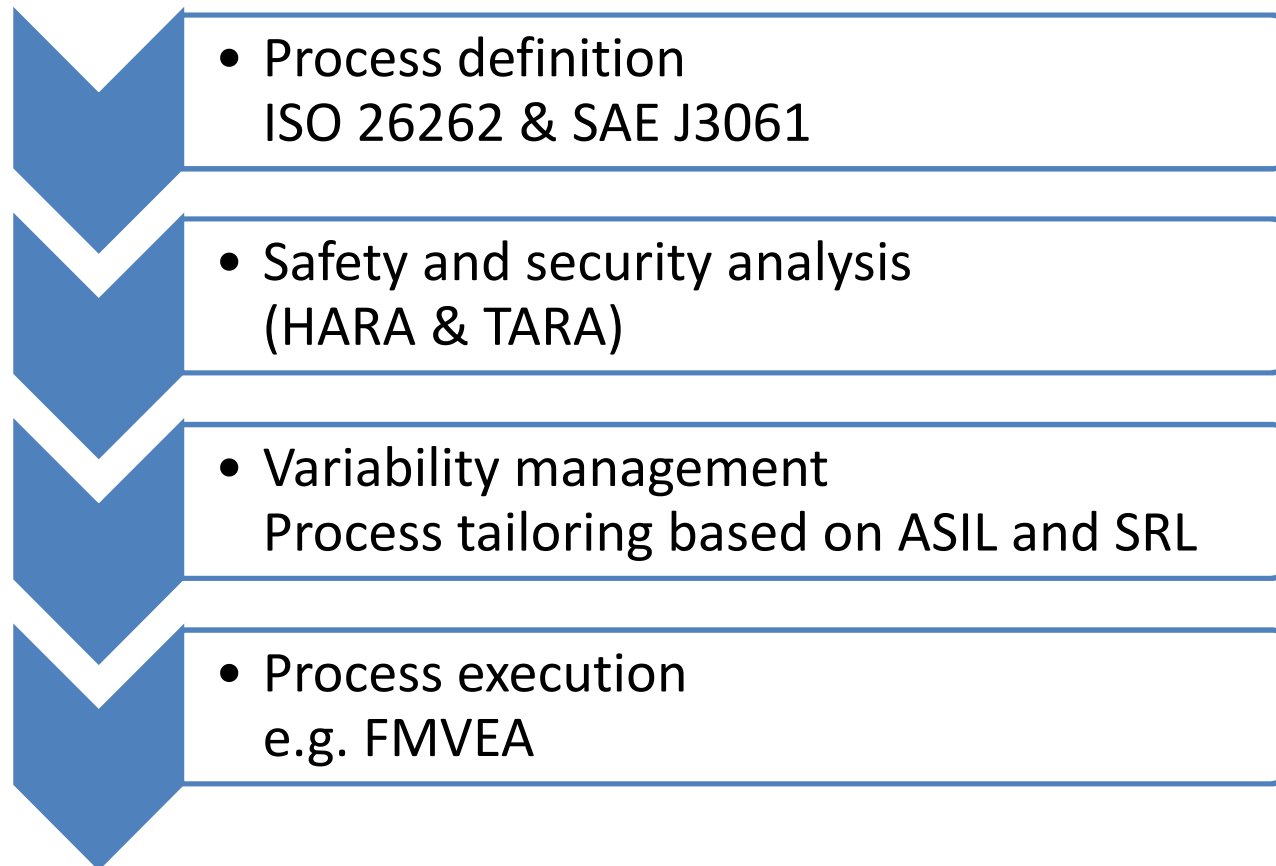 • Process definition
ISO 26262 & SAE J3061
• Safety and security analysis
(HARA & TARA)
• Variability management
Process tailoring based on ASIL and SRL
• Process execution
e.g. FMVEA